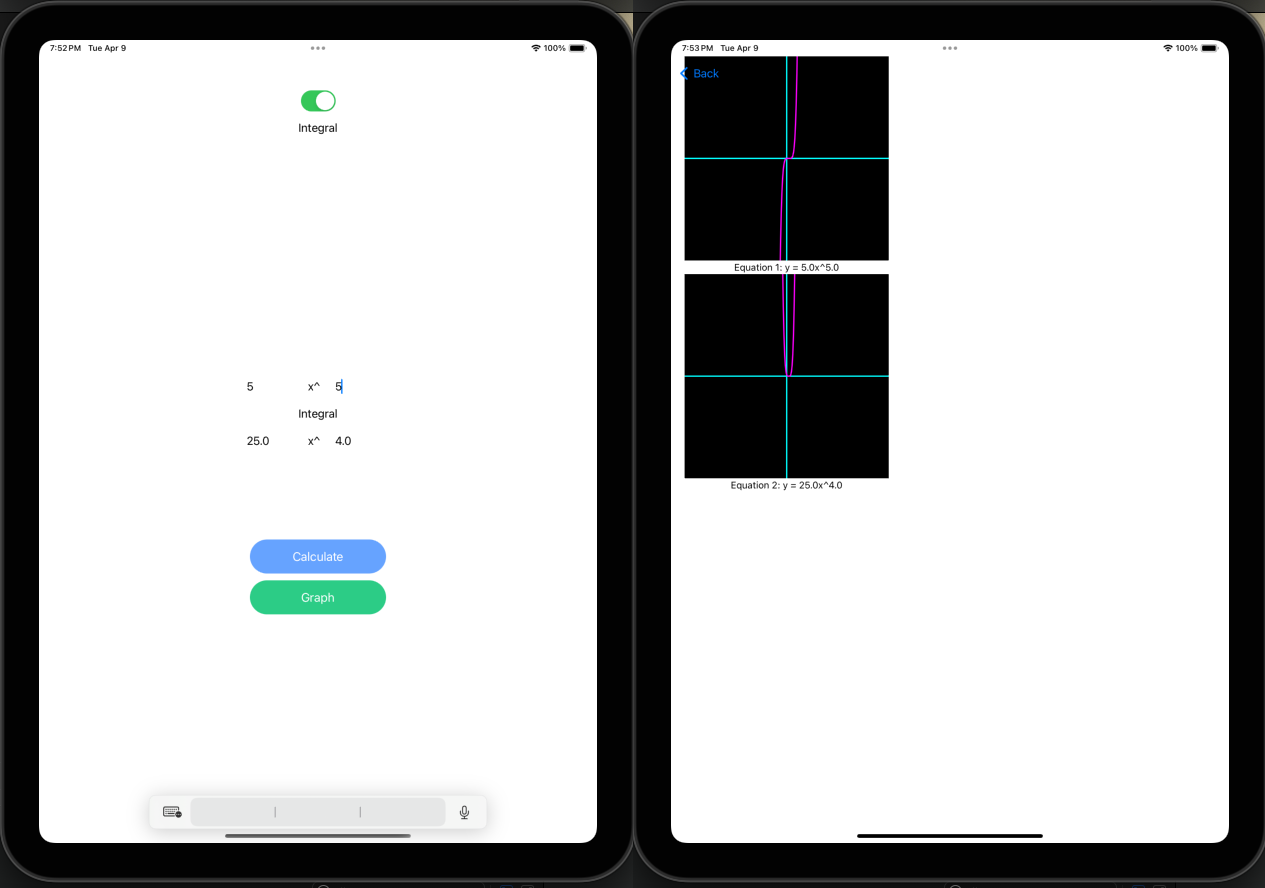 7:52 PM Tue Apr 9
100%
Integral
5 x^ 5
Integral
25.0 x^ 4.0
Calculate
Graph
7:53 PM Tue Apr 9
100%
Back
Equation 1: y = 5.0x^5.0
Equation 2: y = 25.0x^4.0